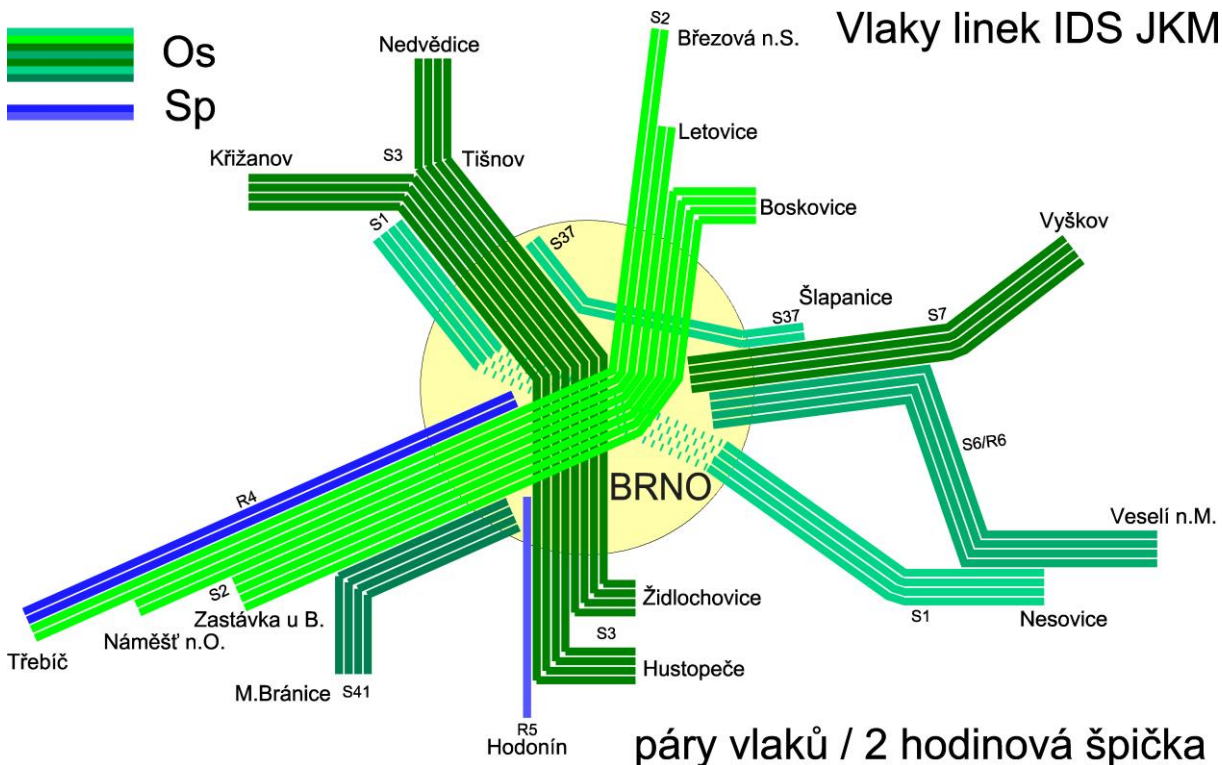 Vlaky linek IDS JKM
Os
Sp
Nedvědice
S2
Březová n.S.
Letovice
Křižanov
S3
Tišnov
S1
S37
Boskovice
Vyškov
Šlapanice
S37
S7
BRNO
S6/R6
R4
Veselí n.M.
S2
Zastávka u B.
Náměšť n.O.
Třebíč
Židlochovice
S3
S1
Nesovice
Hustopeče
M.Bránice
S41
R5
Hodonín
páry vlaků / 2 hodinová špička